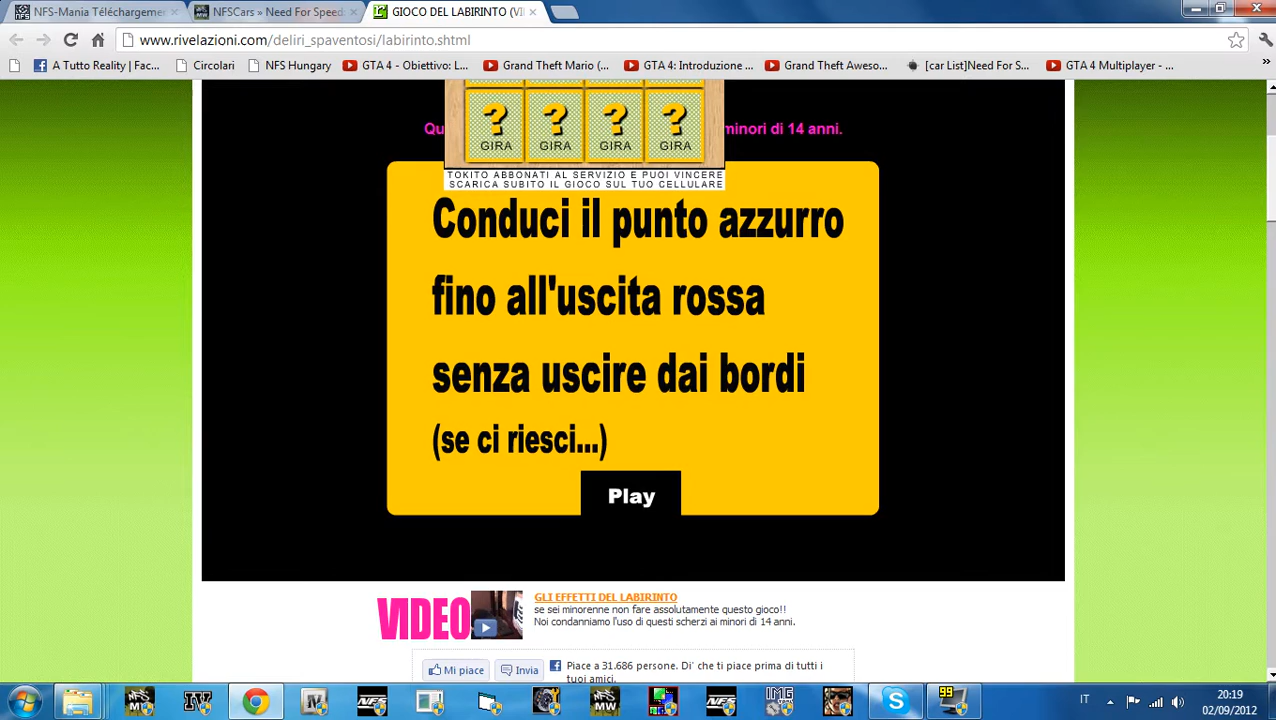 NFS-Mania Téléchargemen
NFSCars » Need For Speed:
GIOCO DEL LABIRINTO (VI
www.rivelazioni.com/deliri_spaventosi/labirinto.shtml
A Tutto Reality | Fac...
Circolari
NFS Hungary
GTA 4 - Obiettivo: L...
Grand Theft Mario (...
GTA 4: Introduzione ...
Grand Theft Aweso...
[car List]Need For S...
GTA 4 Multiplayer - ...
»
? ? ? ?
GIRA GIRA GIRA GIRA
Qu minori di 14 anni.
TOKITO ABBONATI AL SERVIZIO E PUOI VINCERE
SCARICA SUBITO IL GIOCO SUL TUO CELLULARE
Conduci il punto azzurro
fino all'uscita rossa
senza uscire dai bordi
(se ci riesci...)
Play
VIDEO
GLI EFFETTI DEL LABIRINTO
se sei minorenne non fare assolutamente questo gioco!!
Noi condanniamo l'uso di questi scherzi ai minori di 14 anni.
Mi piace
Invia
Piace a 31.686 persone. Di' che ti piace prima di tutti i
tuoi amici.
99
IT
20:19
02/09/2012